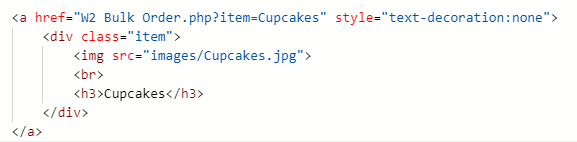 <a href="W2 Bulk Order.php?item=Cupcakes" style="text-decoration:none">
<div class="item">
<img src="images/Cupcakes.jpg">
<br>
<h3>Cupcakes</h3>
</div>
</a>